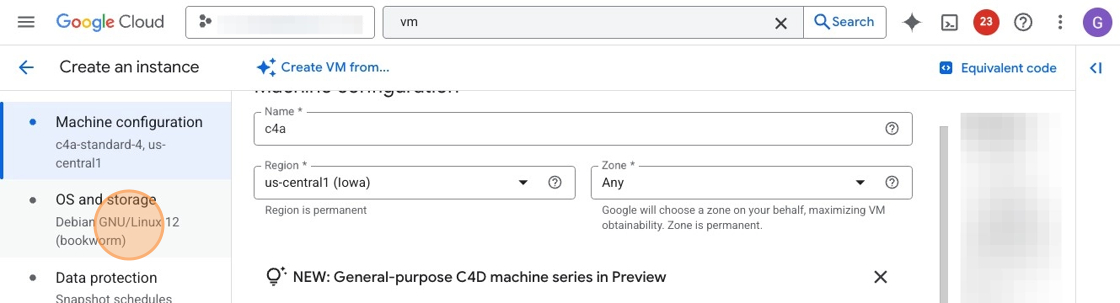 Google Cloud
vm
Search
23
G
Create an instance
Create VM from...
Equivalent code
Machine configuration
c4a-standard-4, us-
central1
OS and storage
Debian GNU/Linux 12
(bookworm)
Data protection
Snapshot schedules
Machine configuration
Name *
c4a
Region *
us-central1 (Iowa)
Region is permanent
Zone *
Any
Google will choose a zone on your behalf, maximizing VM
obtainability. Zone is permanent.
NEW: General-purpose C4D machine series in Preview